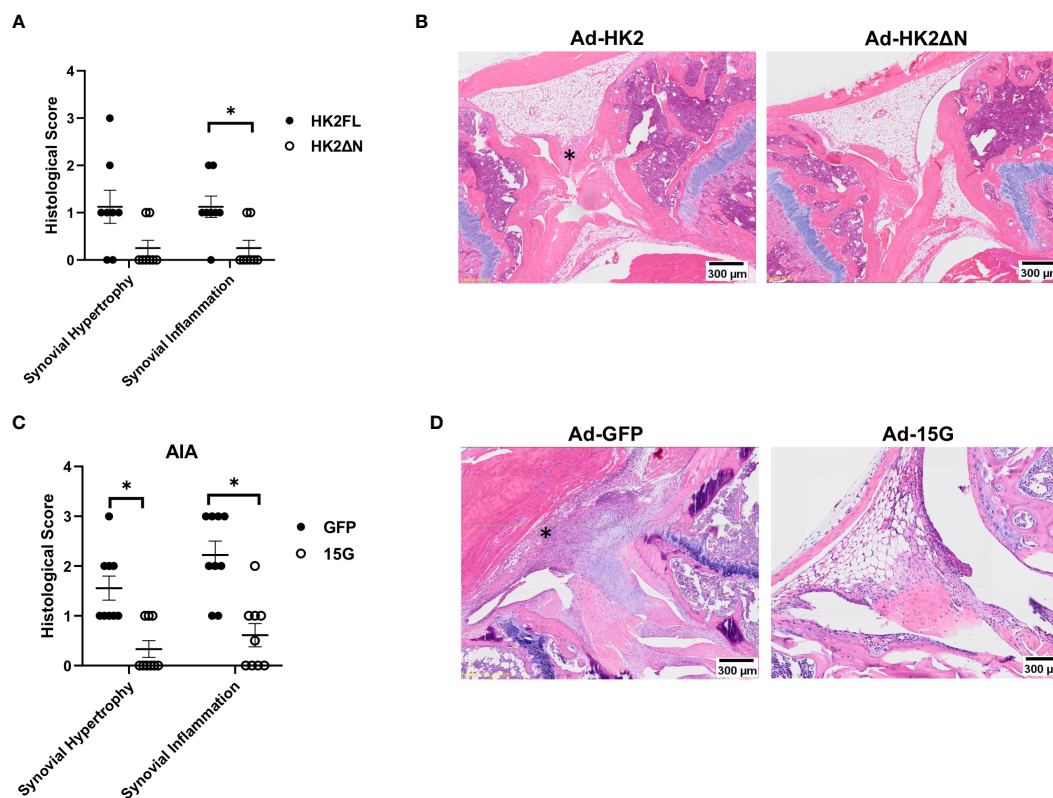 A
Histological Score
4
3
2
1
0
*
HK2FL
HK2ΔN
Synovial Hypertrophy
Synovial Inflammation
B
Ad-HK2
Ad-HK2ΔN
*
300 µm
300 µm
C
AIA
Histological Score
4
3
2
1
0
*
*
GFP
15G
Synovial Hypertrophy
Synovial Inflammation
D
Ad-GFP
Ad-15G
*
300 µm
300 µm